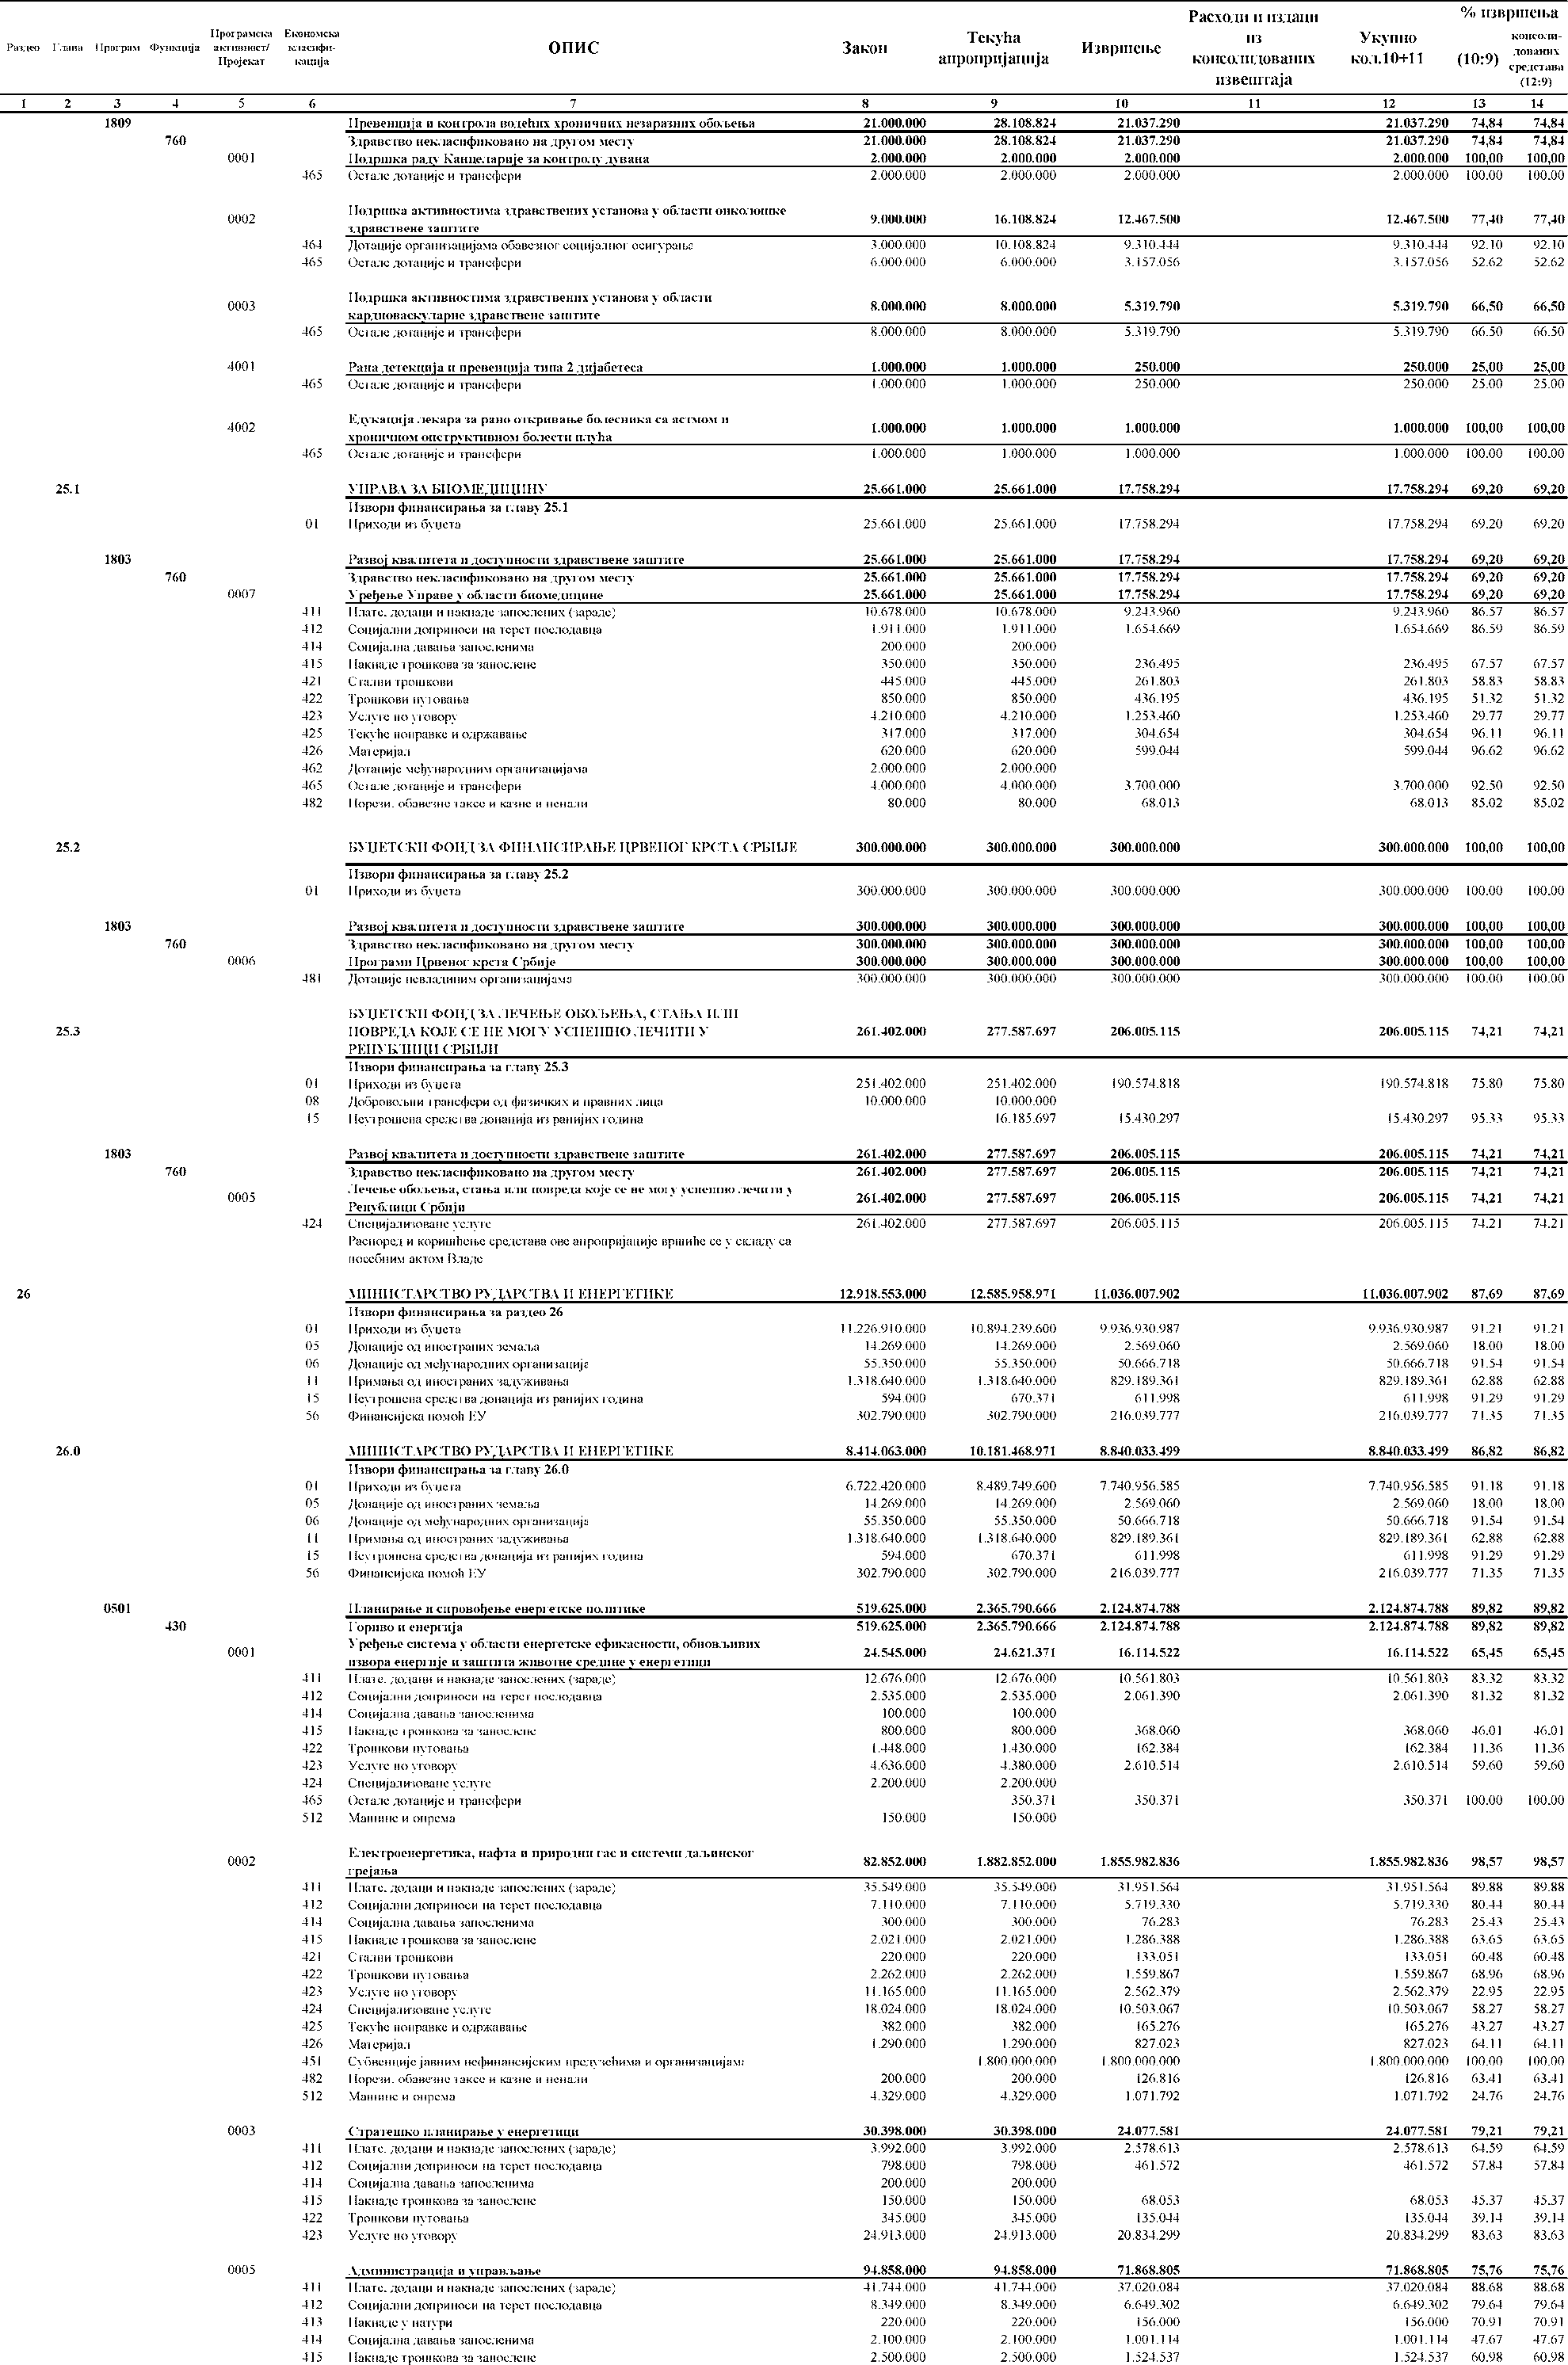 Раздео Глава Програм Функција Програмска активност/ Пројекат Економска класифи- кација ОПИС Закон Текућа апропријација Извршење Расходи и издаци из консолидованих извештаја Укупно кол.10+11 % извршења (10:9) консоли- дованих средстава (12:9)
1 2 3 4 5 6 7 8 9 10 11 12 13 14
1809 Превенција и контрола водећих хроничних незаразних обољења 21.000.000 28.108.824 21.037.290 21.037.290 74,84 74,84
760 Здравство некласификовано на другом месту 21.000.000 28.108.824 21.037.290 21.037.290 74,84 74,84
0001 Подршка раду Канцеларије за контролу дувана 2.000.000 2.000.000 2.000.000 2.000.000 100,00 100,00
465 Остале дотације и трансфери 2.000.000 2.000.000 2.000.000 2.000.000 100.00 100.00
0002 Подршка активностима здравствених установа у области онколошке
здравствене заштите 9.000.000 16.108.824 12.467.500 12.467.500 77,40 77,40
464 Дотације организацијама обавезног социјалног осигурања 3.000.000 10.108.824 9.310.444 9.310.444 92.10 92.10
465 Остале дотације и трансфери 6.000.000 6.000.000 3.157.056 3.157.056 52.62 52.62
0003 Подршка активностима здравствених установа у области
кардиоваскуларне здравствене заштите 8.000.000 8.000.000 5.319.790 5.319.790 66,50 66,50
465 Остале дотације и трансфери 8.000.000 8.000.000 5.319.790 5.319.790 66.50 66.50
4001 Рана детекција и превенција типа 2 дијабетеса 1.000.000 1.000.000 250.000 250.000 25,00 25,00
465 Остале дотације и трансфери 1.000.000 1.000.000 250.000 250.000 25.00 25.00
4002 Едукација лекара за рано откривање болесника са астмом и
хроничном опструктивном болести плућа 1.000.000 1.000.000 1.000.000 1.000.000 100,00 100,00
465 Остале дотације и трансфери 1.000.000 1.000.000 1.000.000 1.000.000 100.00 100.00
25.1 УПРАВА ЗА БИОМЕДИЦИНУ 25.661.000 25.661.000 17.758.294 17.758.294 69,20 69,20
Извори финансирања за главу 25.1
01 Приходи из буџета 25.661.000 25.661.000 17.758.294 17.758.294 69.20 69.20
1803 Развој квалитета и доступности здравствене заштите 25.661.000 25.661.000 17.758.294 17.758.294 69,20 69,20
760 Здравство некласификовано на другом месту 25.661.000 25.661.000 17.758.294 17.758.294 69,20 69,20
0007 Уређење Управе у области биомедицине 25.661.000 25.661.000 17.758.294 17.758.294 69,20 69,20
411 Плате, додаци и накнаде запослених (зараде) 10.678.000 10.678.000 9.243.960 9.243.960 86.57 86.57
412 Социјални доприноси на терет послодавца 1.911.000 1.911.000 1.654.669 1.654.669 86.59 86.59
414 Социјална давања запосленима 200.000 200.000
415 Накнаде трошкова за запослене 350.000 350.000 236.495 236.495 67.57 67.57
421 Стални трошкови 445.000 445.000 261.803 261.803 58.83 58.83
422 Трошкови путовања 850.000 850.000 436.195 436.195 51.32 51.32
423 Услуге по уговору 4.210.000 4.210.000 1.253.460 1.253.460 29.77 29.77
425 Текуће поправке и одржавање 317.000 317.000 304.654 304.654 96.11 96.11
426 Материјал 620.000 620.000 599.044 599.044 96.62 96.62
462 Дотације међународним организацијама 2.000.000 2.000.000
465 Остале дотације и трансфери 4.000.000 4.000.000 3.700.000 3.700.000 92.50 92.50
482 Порези, обавезне таксе и казне и пенали 80.000 80.000 68.013 68.013 85.02 85.02
25.2 БУЏЕТСКИ ФОНД ЗА ФИНАНСИРАЊЕ ЦРВЕНОГ КРСТА СРБИЈЕ 300.000.000 300.000.000 300.000.000 300.000.000 100,00 100,00
Извори финансирања за главу 25.2
01 Приходи из буџета 300.000.000 300.000.000 300.000.000 300.000.000 100.00 100.00
1803 Развој квалитета и доступности здравствене заштите 300.000.000 300.000.000 300.000.000 300.000.000 100,00 100,00
760 Здравство некласификовано на другом месту 300.000.000 300.000.000 300.000.000 300.000.000 100,00 100,00
0006 Програми Црвеног крста Србије 300.000.000 300.000.000 300.000.000 300.000.000 100,00 100,00
481 Дотације невладиним организацијама 300.000.000 300.000.000 300.000.000 300.000.000 100.00 100.00
БУЏЕТСКИ ФОНД ЗА ЛЕЧЕЊЕ ОБОЉЕЊА, СТАЊА ИЛИ
25.3 ПОВРЕДА КОЈЕ СЕ НЕ МОГУ УСПЕШНО ЛЕЧИТИ У 261.402.000 277.587.697 206.005.115 206.005.115 74,21 74,21
РЕПУБЛИЦИ СРБИЈИ
Извори финансирања за главу 25.3
01 Приходи из буџета 251.402.000 251.402.000 190.574.818 190.574.818 75.80 75.80
08 Добровољни трансфери од физичких и правних лица 10.000.000 10.000.000
15 Неутрошена средства донација из ранијих година 16.185.697 15.430.297 15.430.297 95.33 95.33
1803 Развој квалитета и доступности здравствене заштите 261.402.000 277.587.697 206.005.115 206.005.115 74,21 74,21
760 Здравство некласификовано на другом месту 261.402.000 277.587.697 206.005.115 206.005.115 74,21 74,21
0005 Лечење обољења, стања или повреда које се не могу успешно лечити у
Републици Србији 261.402.000 277.587.697 206.005.115 206.005.115 74,21 74,21
424 Специјализоване услуге 261.402.000 277.587.697 206.005.115 206.005.115 74.21 74.21
Распоред и коришћење средстава ове апропријације вршиће се у складу са
посебним актом Владе
26 МИНИСТАРСТВО РУДАРСТВА И ЕНЕРГЕТИКЕ 12.918.553.000 12.585.958.971 11.036.007.902 11.036.007.902 87,69 87,69
Извори финансирања за раздео 26
01 Приходи из буџета 11.226.910.000 10.894.239.600 9.936.930.987 9.936.930.987 91.21 91.21
05 Донације од иностраних земаља 14.269.000 14.269.000 2.569.060 2.569.060 18.00 18.00
06 Донације од међународних организација 55.350.000 55.350.000 50.666.718 50.666.718 91.54 91.54
11 Примања од иностраних задуживања 1.318.640.000 1.318.640.000 829.189.361 829.189.361 62.88 62.88
15 Неутрошена средства донација из ранијих година 594.000 670.371 611.998 611.998 91.29 91.29
56 Финансијска помоћ ЕУ 302.790.000 302.790.000 216.039.777 216.039.777 71.35 71.35
26.0 МИНИСТАРСТВО РУДАРСТВА И ЕНЕРГЕТИКЕ 8.414.063.000 10.181.468.971 8.840.033.499 8.840.033.499 86,82 86,82
Извори финансирања за главу 26.0
01 Приходи из буџета 6.722.420.000 8.489.749.600 7.740.956.585 7.740.956.585 91.18 91.18
05 Донације од иностраних земаља 14.269.000 14.269.000 2.569.060 2.569.060 18.00 18.00
06 Донације од међународних организација 55.350.000 55.350.000 50.666.718 50.666.718 91.54 91.54
11 Примања од иностраних задуживања 1.318.640.000 1.318.640.000 829.189.361 829.189.361 62.88 62.88
15 Неутрошена средства донација из ранијих година 594.000 670.371 611.998 611.998 91.29 91.29
56 Финансијска помоћ ЕУ 302.790.000 302.790.000 216.039.777 216.039.777 71.35 71.35
0501 Планирање и спровођење енергетске политике 519.625.000 2.365.790.666 2.124.874.788 2.124.874.788 89,82 89,82
430 Гориво и енергија 519.625.000 2.365.790.666 2.124.874.788 2.124.874.788 89,82 89,82
0001 Уређење система у области енергетске ефикасности, обновљивих
извора енергије и заштита животне средине у енергетици 24.545.000 24.621.371 16.114.522 16.114.522 65,45 65,45
411 Плате, додаци и накнаде запослених (зараде) 12.676.000 12.676.000 10.561.803 10.561.803 83.32 83.32
412 Социјални доприноси на терет послодавца 2.535.000 2.535.000 2.061.390 2.061.390 81.32 81.32
414 Социјална давања запосленима 100.000 100.000
415 Накнаде трошкова за запослене 800.000 800.000 368.060 368.060 46.01 46.01
422 Трошкови путовања 1.448.000 1.430.000 162.384 162.384 11.36 11.36
423 Услуге по уговору 4.636.000 4.380.000 2.610.514 2.610.514 59.60 59.60
424 Специјализоване услуге 2.200.000 2.200.000
465 Остале дотације и трансфери 350.371 350.371 350.371 100.00 100.00
512 Машине и опрема 150.000 150.000
0002 Електроенергетика, нафта и природни гас и системи даљинског
грејања 82.852.000 1.882.852.000 1.855.982.836 1.855.982.836 98,57 98,57
411 Плате, додаци и накнаде запослених (зараде) 35.549.000 35.549.000 31.951.564 31.951.564 89.88 89.88
412 Социјални доприноси на терет послодавца 7.110.000 7.110.000 5.719.330 5.719.330 80.44 80.44
414 Социјална давања запосленима 300.000 300.000 76.283 76.283 25.43 25.43
415 Накнаде трошкова за запослене 2.021.000 2.021.000 1.286.388 1.286.388 63.65 63.65
421 Стални трошкови 220.000 220.000 133.051 133.051 60.48 60.48
422 Трошкови путовања 2.262.000 2.262.000 1.559.867 1.559.867 68.96 68.96
423 Услуге по уговору 11.165.000 11.165.000 2.562.379 2.562.379 22.95 22.95
424 Специјализоване услуге 18.024.000 18.024.000 10.503.067 10.503.067 58.27 58.27
425 Текуће поправке и одржавање 382.000 382.000 165.276 165.276 43.27 43.27
426 Материјал 1.290.000 1.290.000 827.023 827.023 64.11 64.11
451 Субвенције јавним нефинансијским предузећима и организацијама 1.800.000.000 1.800.000.000 1.800.000.000 100.00 100.00
482 Порези, обавезне таксе и казне и пенали 200.000 200.000 126.816 126.816 63.41 63.41
512 Машине и опрема 4.329.000 4.329.000 1.071.792 1.071.792 24.76 24.76
0003 Стратешко планирање у енергетици 30.398.000 30.398.000 24.077.581 24.077.581 79,21 79,21
411 Плате, додаци и накнаде запослених (зараде) 3.992.000 3.992.000 2.578.613 2.578.613 64.59 64.59
412 Социјални доприноси на терет послодавца 798.000 798.000 461.572 461.572 57.84 57.84
414 Социјална давања запосленима 200.000 200.000
415 Накнаде трошкова за запослене 150.000 150.000 68.053 68.053 45.37 45.37
422 Трошкови путовања 345.000 345.000 135.044 135.044 39.14 39.14
423 Услуге по уговору 24.913.000 24.913.000 20.834.299 20.834.299 83.63 83.63
0005 Администрација и управљање 94.858.000 94.858.000 71.868.805 71.868.805 75,76 75,76
411 Плате, додаци и накнаде запослених (зараде) 41.744.000 41.744.000 37.020.084 37.020.084 88.68 88.68
412 Социјални доприноси на терет послодавца 8.349.000 8.349.000 6.649.302 6.649.302 79.64 79.64
413 Накнаде у натури 220.000 220.000 156.000 156.000 70.91 70.91
414 Социјална давања запосленима 2.100.000 2.100.000 1.001.114 1.001.114 47.67 47.67
415 Накнаде трошкова за запослене 2.500.000 2.500.000 1.524.537 1.524.537 60.98 60.98